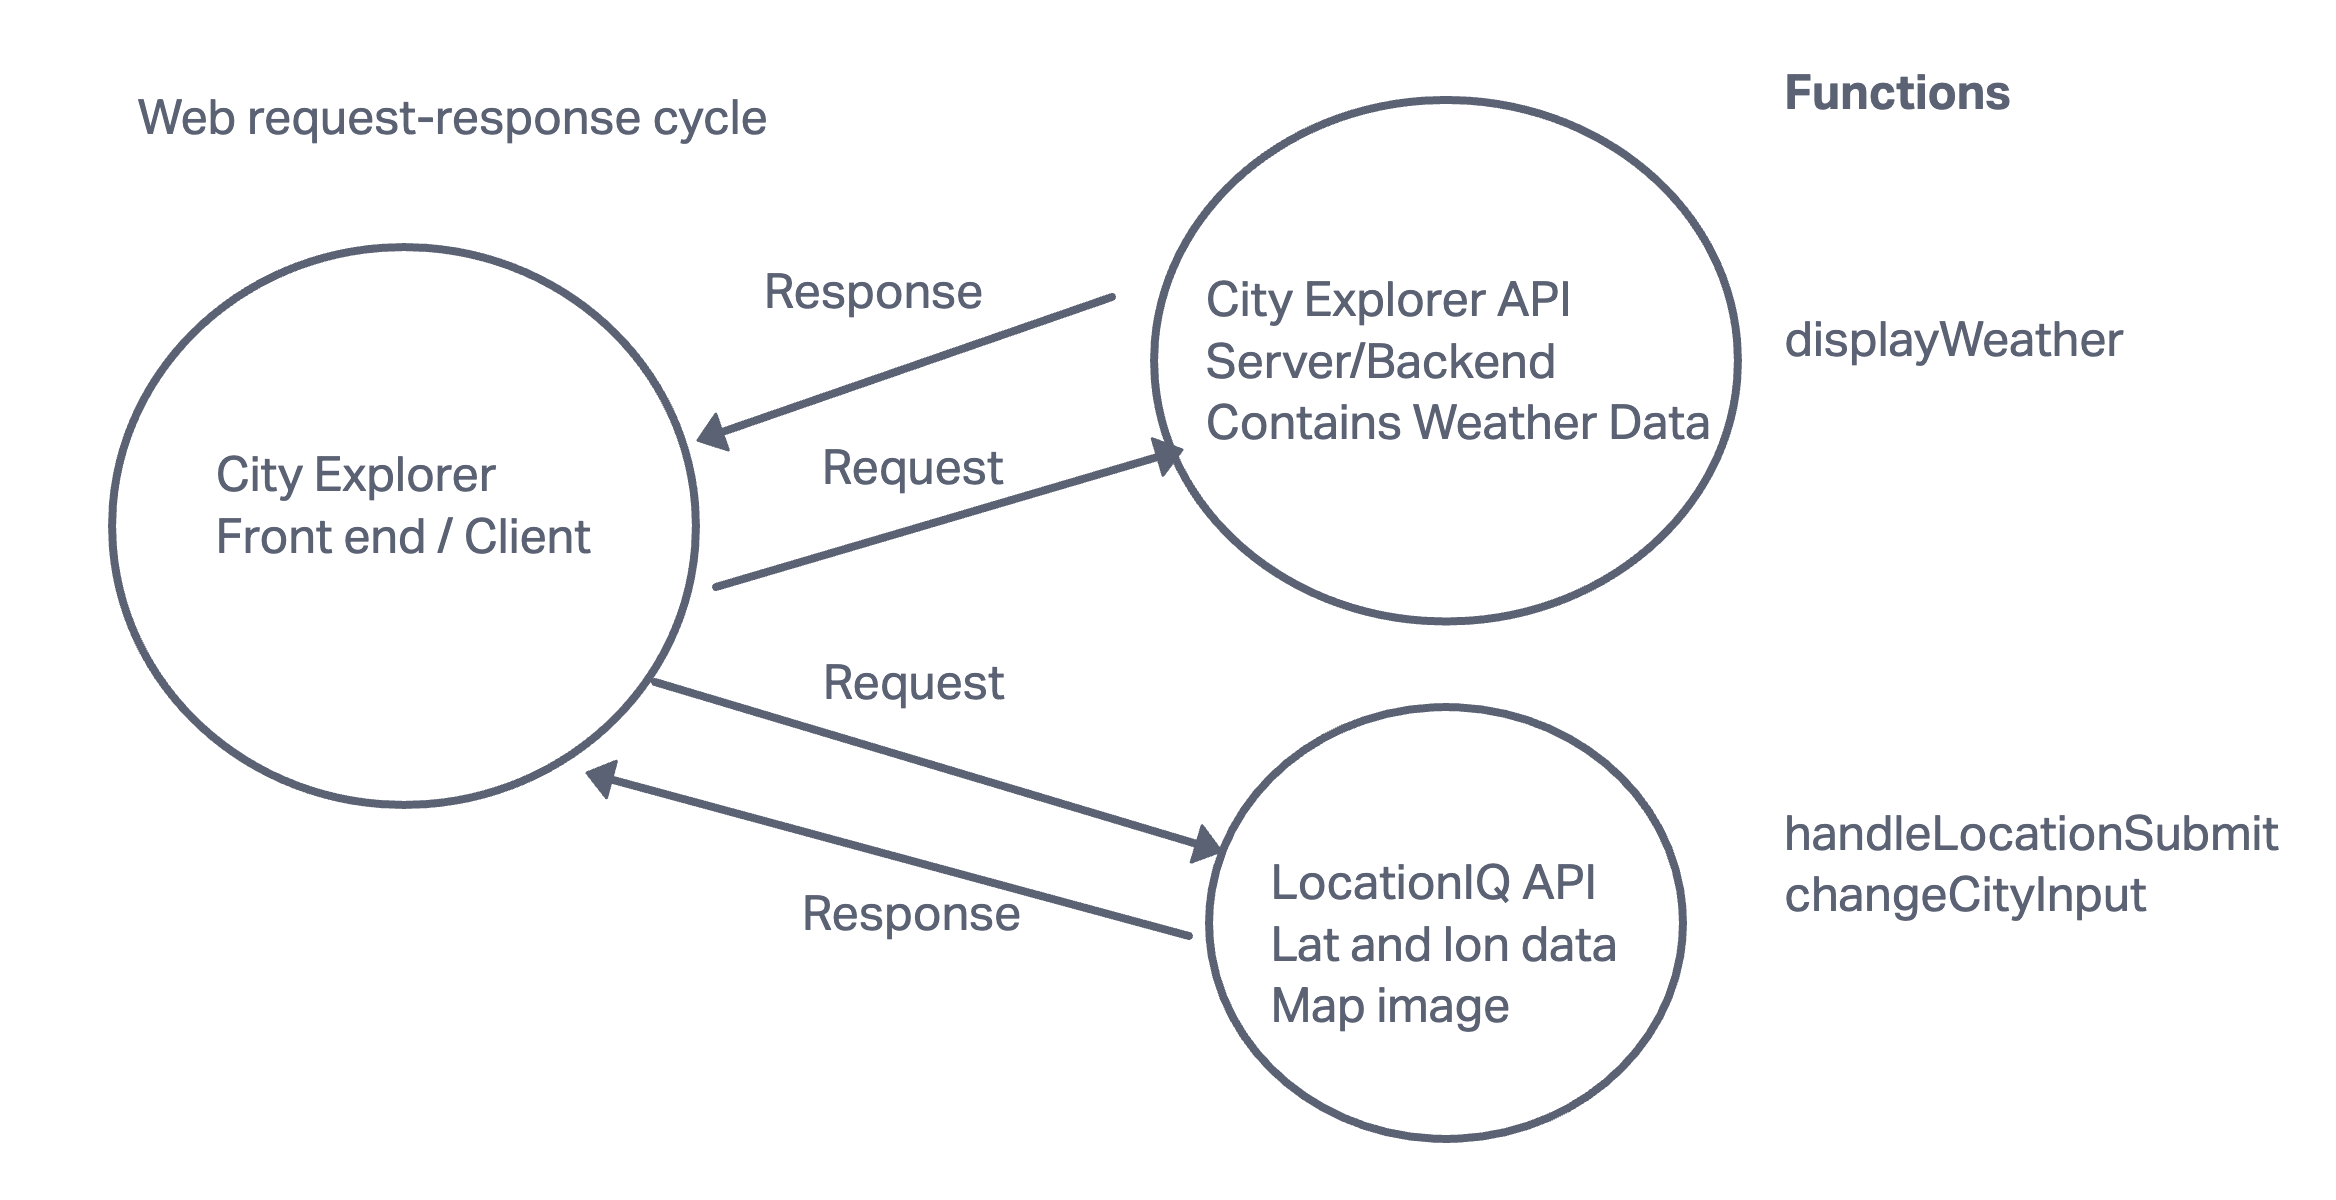 Web request-response cycle
Functions
Response
City Explorer API
Server/Backend
Contains Weather Data
displayWeather
Request
City Explorer
Front end / Client
Request
handleLocationSubmit
changeCityInput
Response
LocationIQ API
Lat and lon data
Map image